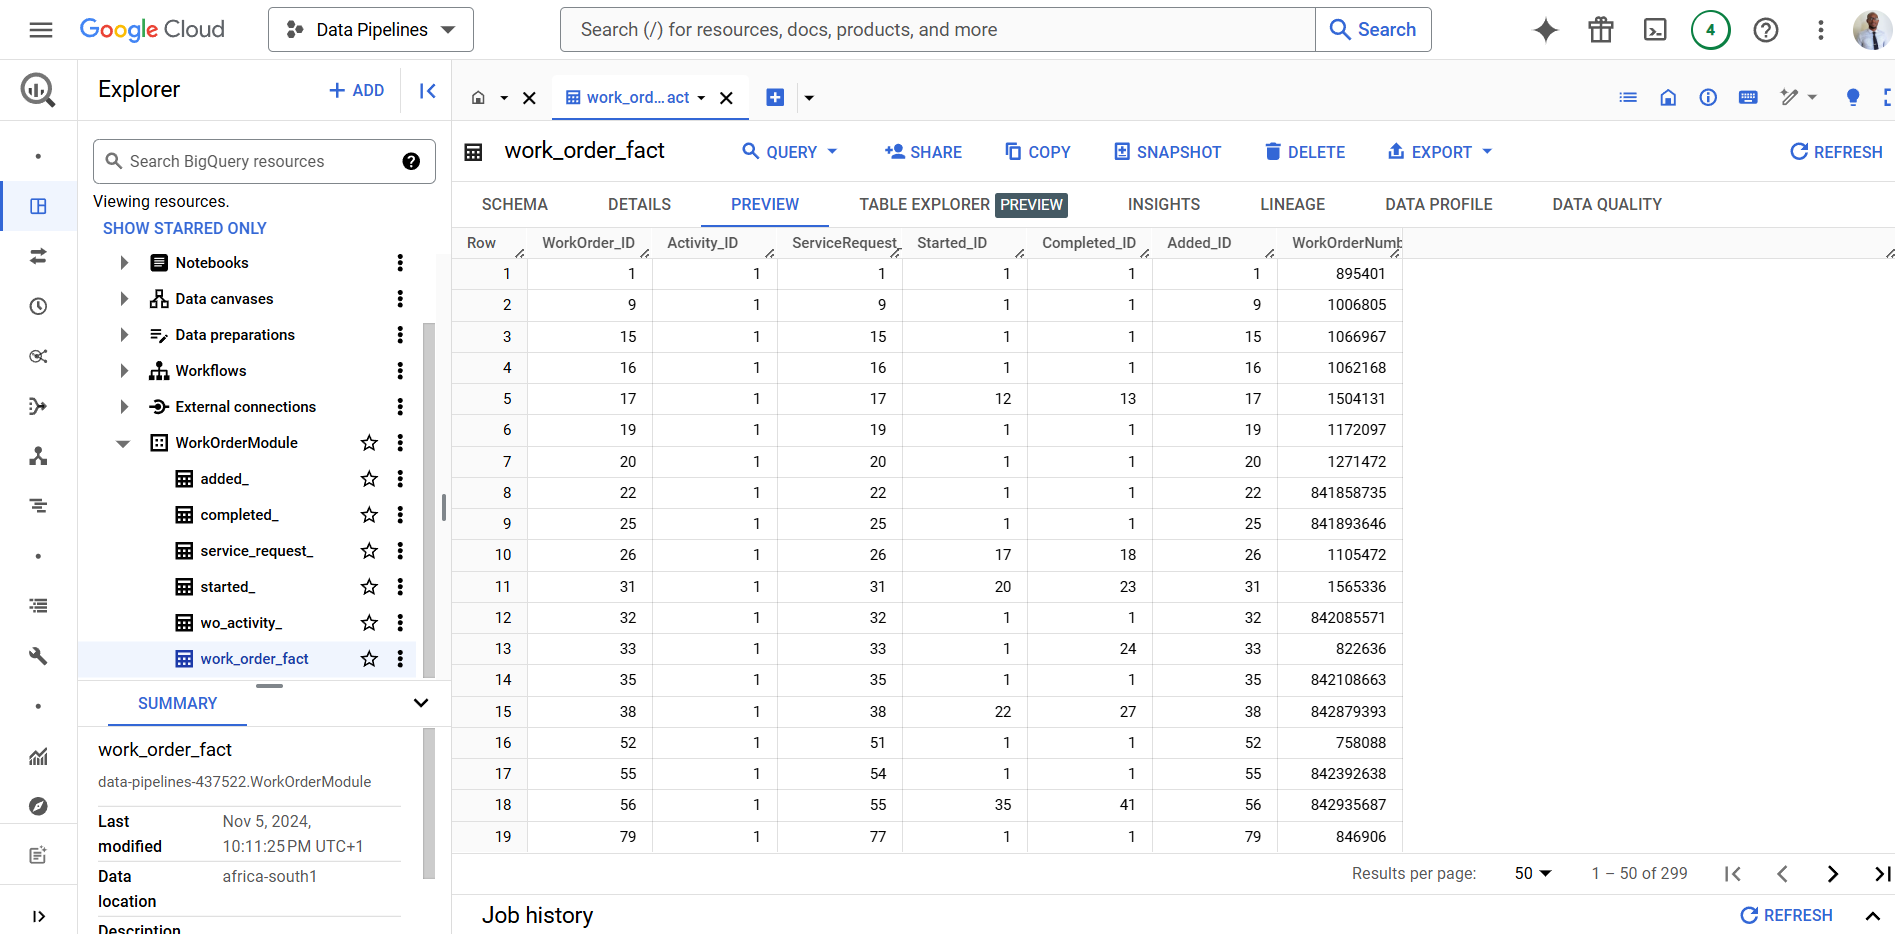 Google Cloud
Data Pipelines
Search (/) for resources, docs, products, and more
Search
4
Explorer
ADD
work_ord...act
Search BigQuery resources
work_order_fact
QUERY
SHARE
COPY
SNAPSHOT
DELETE
EXPORT
REFRESH
Viewing resources.
SHOW STARRED ONLY
SCHEMA
DETAILS
PREVIEW
TABLE EXPLORER PREVIEW
INSIGHTS
LINEAGE
DATA PROFILE
DATA QUALITY
Notebooks
Data canvases
Data preparations
Workflows
External connections
WorkOrderModule
added_
completed_
service_request_
started_
wo_activity_
work_order_fact
SUMMARY
work_order_fact
data-pipelines-437522.WorkOrderModule
Last modified Nov 5, 2024, 10:11:25 PM UTC+1
Data location africa-south1
Description
Row WorkOrder_ID Activity_ID ServiceRequest_ Started_ID Completed_ID Added_ID WorkOrderNumb
1 1 1 1 1 1 1 895401
2 9 1 9 1 1 9 1006805
3 15 1 15 1 1 15 1066967
4 16 1 16 1 1 16 1062168
5 17 1 17 12 13 17 1504131
6 19 1 19 1 1 19 1172097
7 20 1 20 1 1 20 1271472
8 22 1 22 1 1 22 841858735
9 25 1 25 1 1 25 841893646
10 26 1 26 17 18 26 1105472
11 31 1 31 20 23 31 1565336
12 32 1 32 1 1 32 842085571
13 33 1 33 1 24 33 822636
14 35 1 35 1 1 35 842108663
15 38 1 38 22 27 38 842879393
16 52 1 51 1 1 52 758088
17 55 1 54 1 1 55 842392638
18 56 1 55 35 41 56 842935687
19 79 1 77 1 1 79 846906
Results per page: 50 1 – 50 of 299
Job history
REFRESH